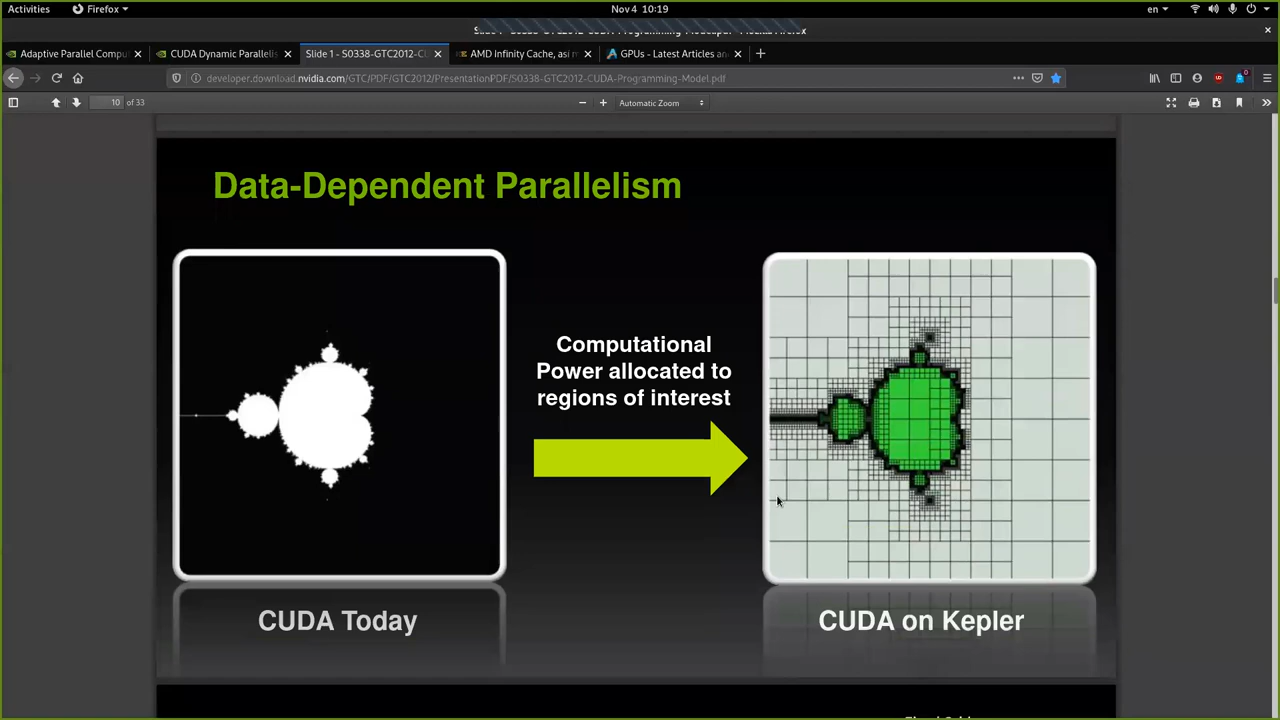 Activities
Firefox
Nov 4 10:19
en
Adaptive Parallel Compu
CUDA Dynamic Parallelis
Slide 1 - S0338-GTC2012-CU
AMD Infinity Cache, así
GPUs - Latest Articles an
developer.download.nvidia.com/GTC/PDF/GTC2012/PresentationPDF/S0338-GTC2012-CUDA-Programming-Model.pdf
10 of 33
Automatic Zoom
Data-Dependent Parallelism
Computational
Power allocated to
regions of interest
CUDA Today
CUDA on Kepler